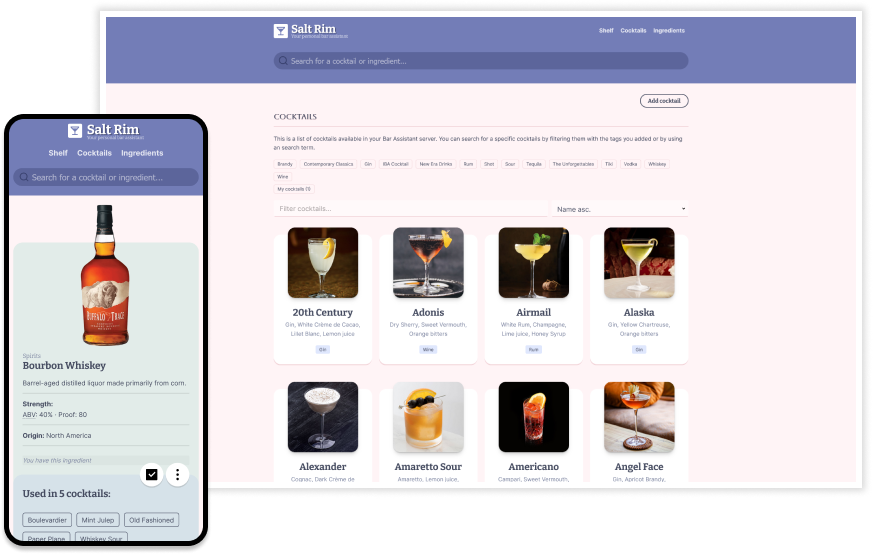 Salt Rim
Your personal bar assistant
Shelf Cocktails Ingredients
Search for a cocktail or ingredient...
Add cocktail
COCKTAILS
This is a list of cocktails available in your Bar Assistant server. You can search for a specific cocktails by filtering them with the tags you added or by using
an search term.
Brandy Contemporary Classics Gin IBA Cocktail New Era Drinks Rum Shot Sour Tequila The Unforgettables Tiki Vodka Whiskey
Wine
My cocktails (1)
Filter cocktails...
Name asc.
20th Century Adonis Airmail Alaska
Gin, White Crème de Cacao, Dry Sherry, Sweet Vermouth, White Rum, Champagne, Gin, Yellow Chartreuse,
Lillet Blanc, Lemon juice Orange bitters Lime juice, Honey Syrup Orange bitters
Gin Wine Rum Gin
Alexander Amaretto Sour Americano Angel Face
Cognac, Dark Crème de Amaretto, Lemon juice, Campari, Sweet Vermouth, Gin, Apricot Brandy,
Salt Rim
Your personal bar assistant
Shelf Cocktails Ingredients
Search for a cocktail or ingredient...
BUFFALO TRACE
Spirits
Bourbon Whiskey
Barrel-aged distilled liquor made primarily from corn.
Strength:
ABV: 40% · Proof: 80
Origin: North America
You have this ingredient
Used in 5 cocktails:
Boulevardier Mint Julep Old Fashioned
Paper Plane Whiskey Sour